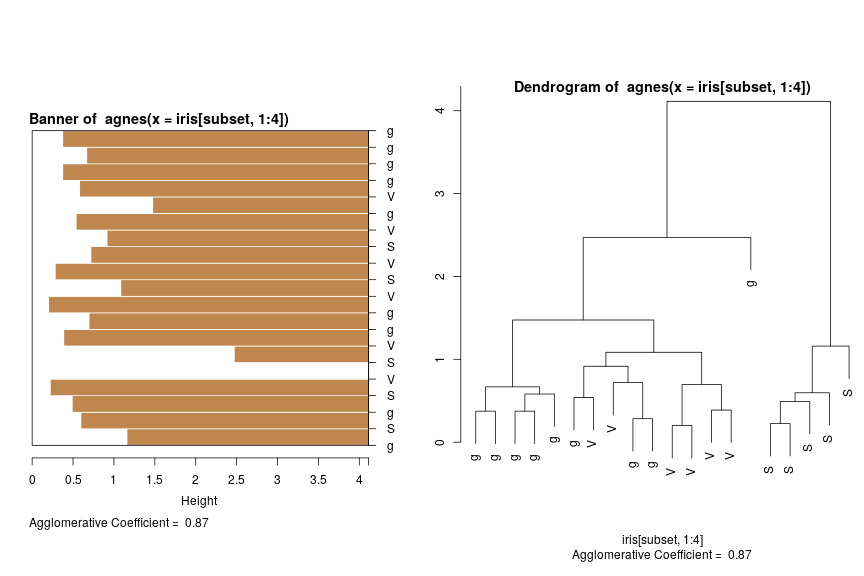 Banner of  agnes(x = iris[subset, 1:4])
g
g
g
g
V
g
V
S
V
S
V
g
g
V
S
V
S
g
S
g
0 0.5 1 1.5 2 2.5 3 3.5 4
Height
Agglomerative Coefficient =  0.87
Dendrogram of  agnes(x = iris[subset, 1:4])
4
3
2
1
0
g
S
g g g g g g V V g g V V V V S S S S
iris[subset, 1:4]
Agglomerative Coefficient =  0.87